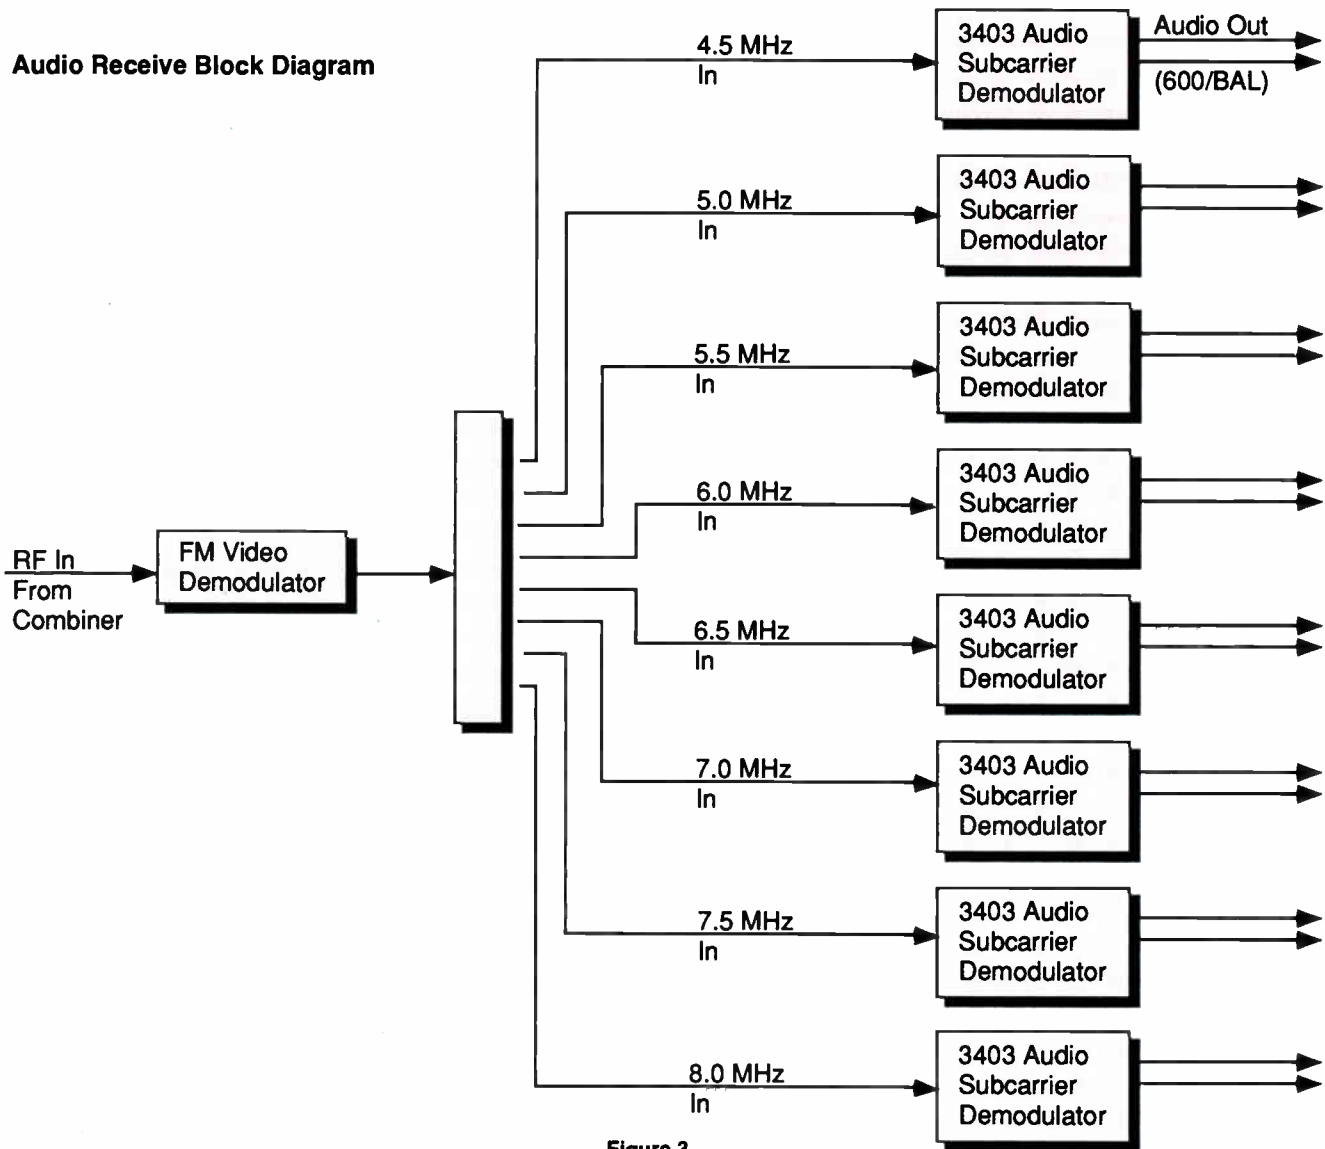 Audio Receive Block Diagram
4.5 MHz
In
3403 Audio
Subcarrier
Demodulator
Audio Out
(600/BAL)
5.0 MHz
In
3403 Audio
Subcarrier
Demodulator
5.5 MHz
In
3403 Audio
Subcarrier
Demodulator
6.0 MHz
In
3403 Audio
Subcarrier
Demodulator
RF In
From
Combiner
FM Video
Demodulator
6.5 MHz
In
3403 Audio
Subcarrier
Demodulator
7.0 MHz
In
3403 Audio
Subcarrier
Demodulator
7.5 MHz
In
3403 Audio
Subcarrier
Demodulator
8.0 MHz
In
3403 Audio
Subcarrier
Demodulator